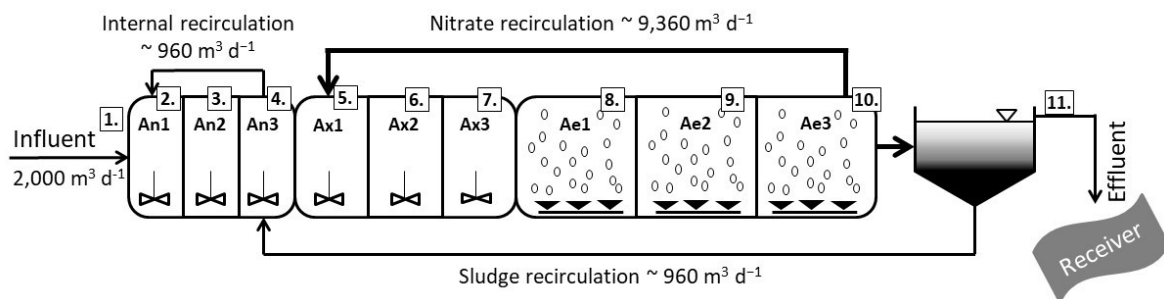 Internal recirculation
~ 960 m³ d⁻¹
Nitrate recirculation ~ 9,360 m³ d⁻¹
1. 2. 3. 4. 5. 6. 7. 8. 9. 10. 11.
An1 An2 An3 Ax1 Ax2 Ax3 Ae1 Ae2 Ae3
Influent
2,000 m³ d⁻¹
Effluent
Receiver
Sludge recirculation ~ 960 m³ d⁻¹